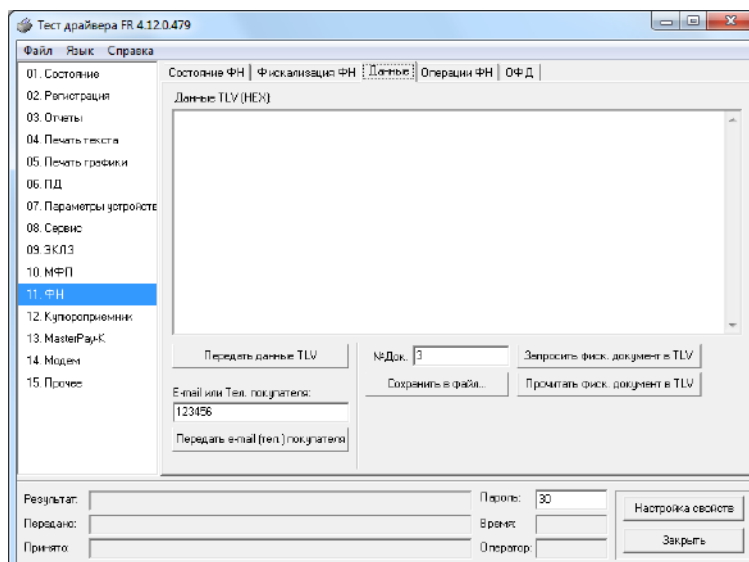 Тест драйвера FR 4.12.0.479
Файл Язык Справка
01. Состояние
02. Регистрация
03. Отчеты
04. Печать текста
05. Печать графики
06. ПД
07. Параметры устройств
08. Сервис
09. ЭКЛЗ
10. МФП
11. ФН
12. Купюроприемник
13. MasterPay-K
14. Модем
15. Прочее
Состояние ФН Фискализация ФН Данные Операции ФН ОФД
Данные TLV (HEX)
Передать данные TLV
№Док. 3
Запросить фиск. документ в TLV
Сохранить в файл...
Прочитать фиск. документ в TLV
E-mail или Тел. покупателя:
123456
Передать e-mail (тел.) покупателя
Результат:
Передано:
Принято:
Пароль: 30
Время:
Оператор:
Настройка свойств
Закрыть